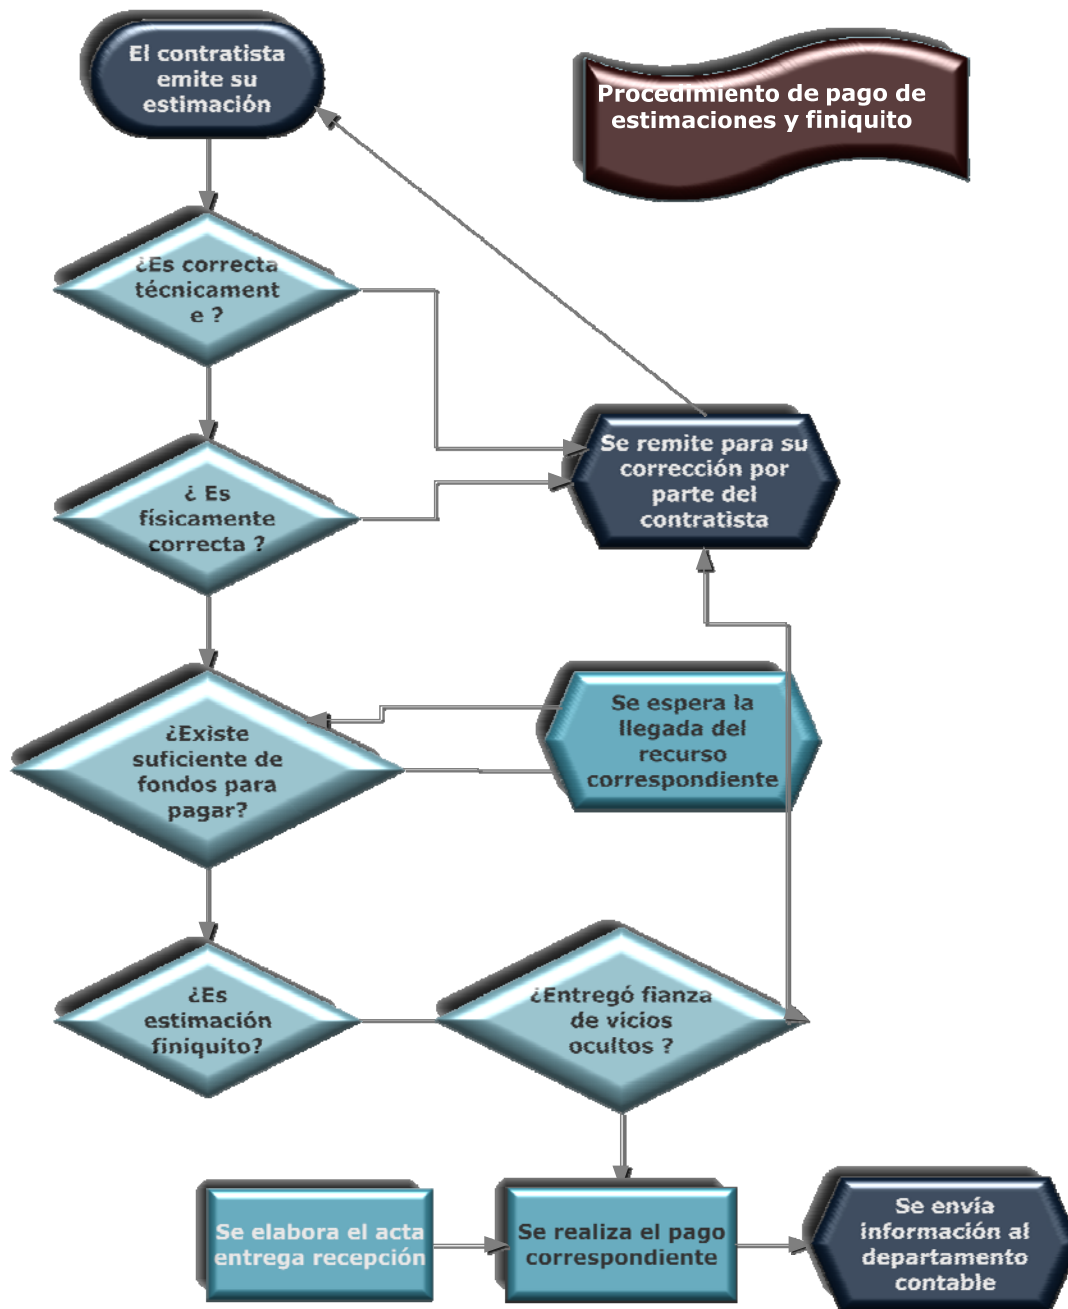 El contratista
emite su
estimación
Procedimiento de pago de
estimaciones y finiquito
¿Es correcta
técnicament
e ?
Se remite para su
corrección por
parte del
contratista
¿ Es
físicamente
correcta ?
Se espera la
llegada del
recurso
correspondiente
¿Existe
suficiente de
fondos para
pagar?
¿Es
estimación
finiquito?
¿Entregó fianza
de vicios
ocultos ?
Se elabora el acta
entrega recepción
Se realiza el pago
correspondiente
Se envía
información al
departamento
contable